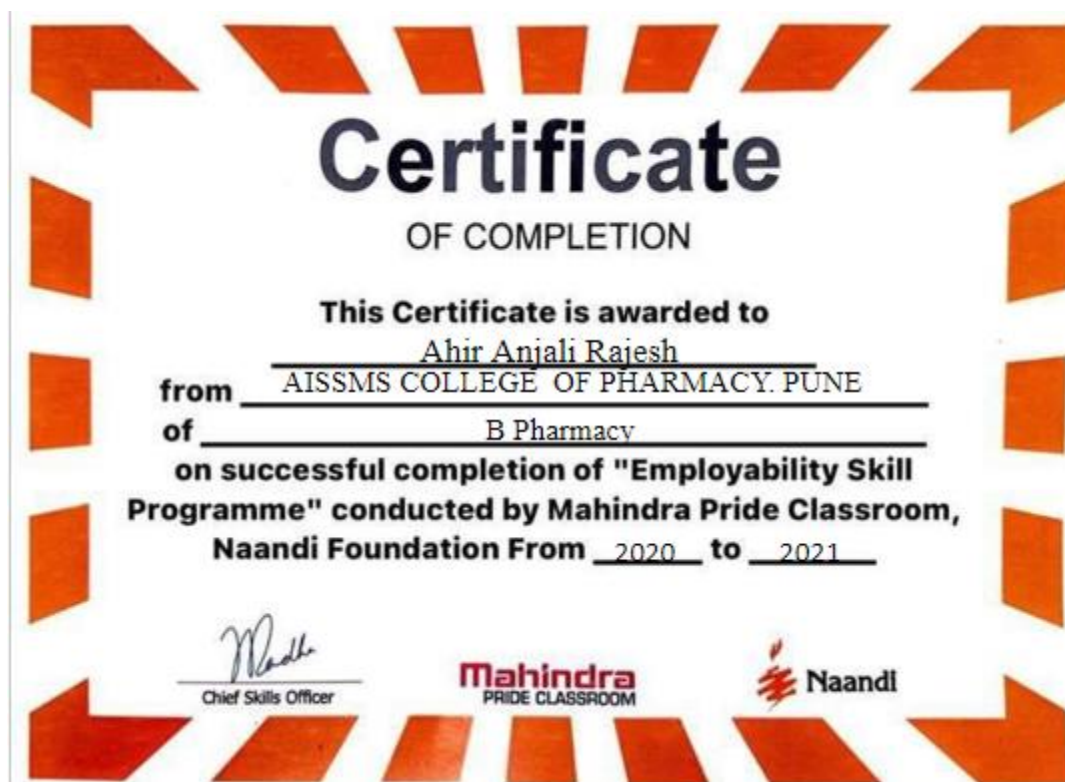 Certificate
OF COMPLETION
This Certificate is awarded to
Ahir Anjali Rajesh
from AISSMS COLLEGE OF PHARMACY. PUNE
of B Pharmacy
on successful completion of "Employability Skill
Programme" conducted by Mahindra Pride Classroom,
Naandi Foundation From 2020 to 2021
Chief Skills Officer
Mahindra
PRIDE CLASSROOM
Naandi